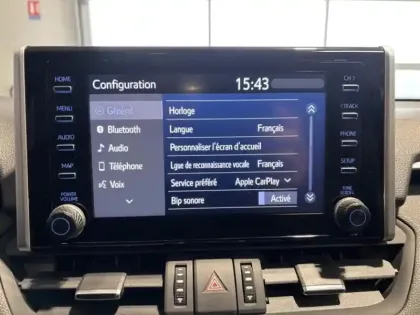 Configuration 15:43
HOME
MENU
AUDIO
MAP
POWER
VOLUME
Général
Bluetooth
Audio
Téléphone
Voix
Horloge
Langue Français
Personnaliser l'écran d'accueil
Lgue de reconnaissance vocale Français
Service préféré Apple CarPlay
Bip sonore Activé
TRACK
PHONE
SETUP
TUNE
SCROLL